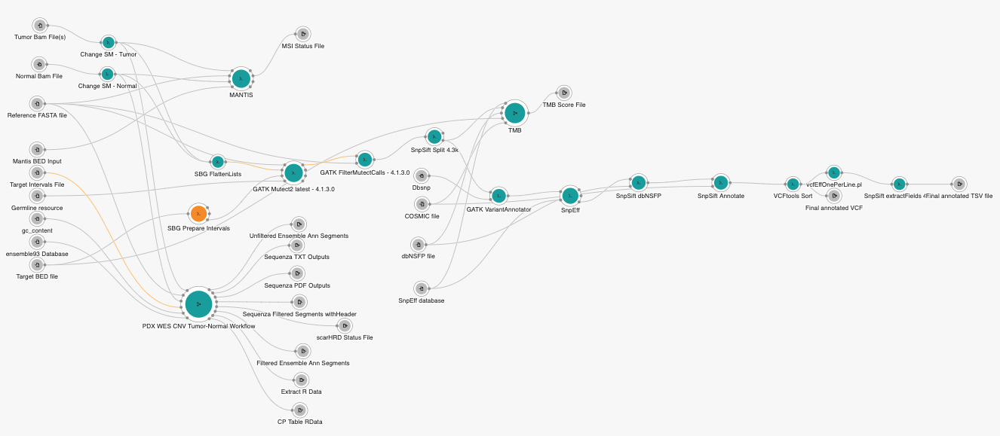 Tumor Bam File(s)
Change SM - Tumor
MSI Status File
Normal Bam File
Change SM - Normal
MANTIS
Reference FASTA file
TMB Score File
TMB
Mantis BED Input
SnpSift Split 4.3k
Target Intervals File
SBG FlattenLists
GATK FilterMutectCalls - 4.1.3.0
GATK Mutect2 latest - 4.1.3.0
Dbsnp
Germline resource
COSMIC file
GATK VariantAnnotator
SnpEff
SnpSift dbNSFP
SnpSift Annotate
VCFtools Sort
vcfEffOnePerLine.pl
Final annotated VCF
SnpSift extractFields 4
Final annotated TSV file
gc_content
SBG Prepare Intervals
Unfiltered Ensemble Ann Segments
ensemble93 Database
Sequenza TXT Outputs
dbNSFP file
Target BED file
Sequenza PDF Outputs
SnpEff database
Sequenza Filtered Segments withHeader
PDX WES CNV Tumor-Normal Workflow
scarHRD Status File
Filtered Ensemble Ann Segments
Extract R Data
CP Table RData